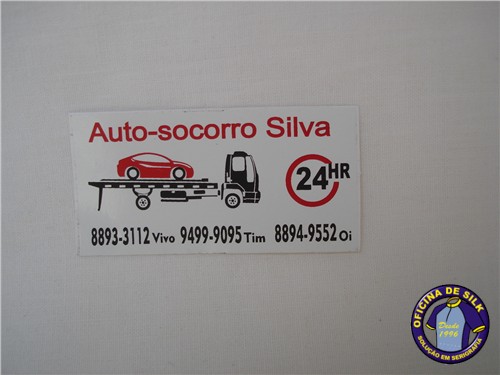 Auto-socorro Silva
24HR
8893-3112 Vivo 9499-9095 Tim 8894-9552 Oi
OFICINA DE SILK
Desde
1996
SOLUÇÃO EM SERIGRAFIA